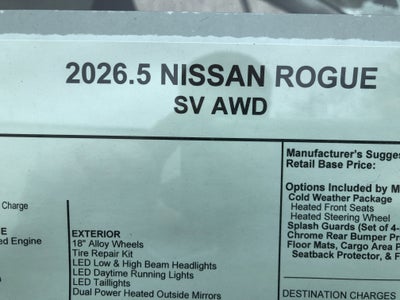 2026.5 NISSAN ROGUE
SV AWD
Charge
Engine
EXTERIOR
18" Alloy Wheels
Tire Repair Kit
LED Low & High Beam Headlights
LED Daytime Running Lights
LED Taillights
Dual Power Heated Outside Mirrors
Manufacturer's Sugges
Retail Base Price:
Options Included by M
Cold Weather Package
Heated Front Seats
Heated Steering Wheel
Splash Guards (Set of 4-
Chrome Rear Bumper Pr
Floor Mats, Cargo Area P
Seatback Protector, & F
DESTINATION CHARGES